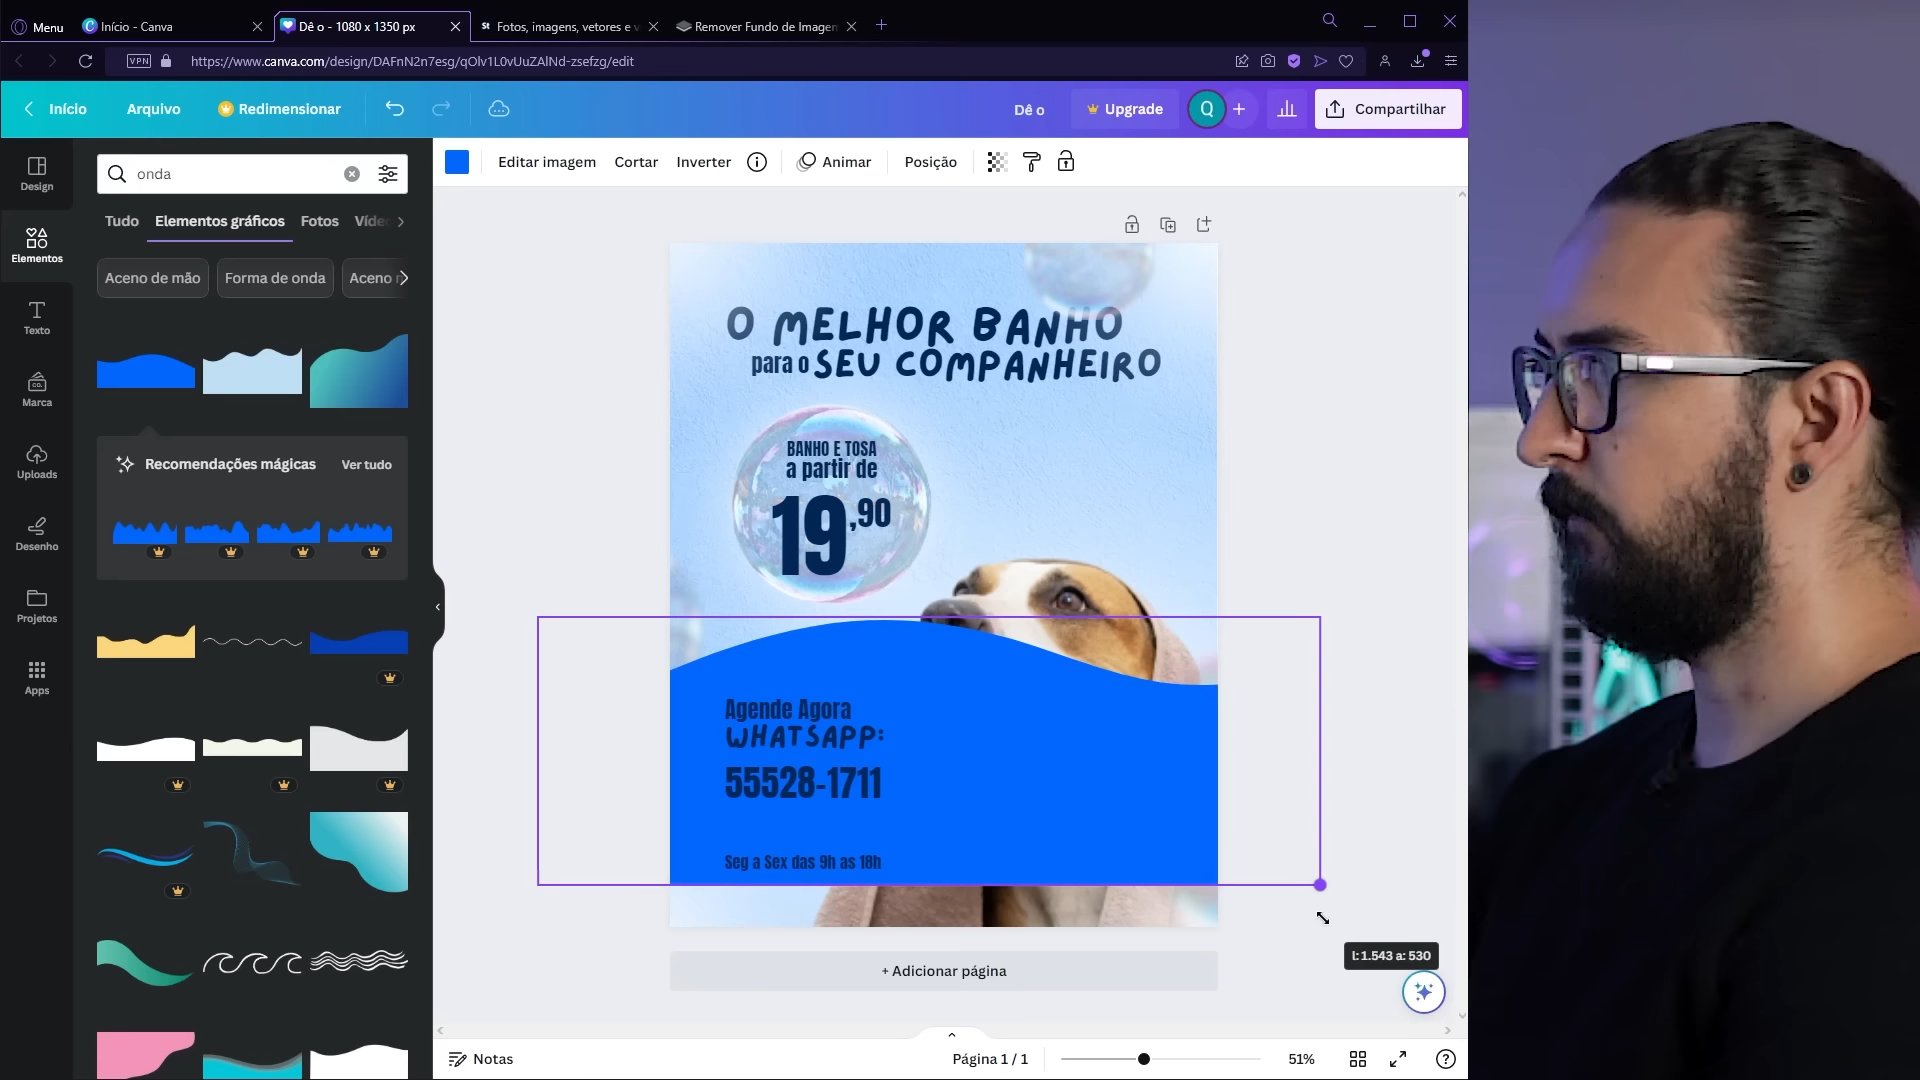 Menu
Início - Canva
Dê o - 1080 x 1350 px
St
Fotos, imagens, vetores e v
Remover Fundo de Imagen
VPN
https://www.canva.com/design/DAFnN2n7esg/qOlv1L0vUuZAlNd-zsefzg/edit
Início
Arquivo
Redimensionar
Dê o
Upgrade
Q
+
Compartilhar
onda
Editar imagem
Cortar
Inverter
Animar
Posição
Design
Elementos
Texto
Marca
Uploads
Desenho
Projetos
Apps
Tudo
Elementos gráficos
Fotos
Víde
Aceno de mão
Forma de onda
Aceno
Recomendações mágicas
Ver tudo
O MELHOR BANHO
para o SEU COMPANHEIRO
BANHO E TOSA
a partir de
19,90
Agende Agora
WHATSAPP:
55528-1711
Seg a Sex das 9h as 18h
l: 1.543 a: 530
+ Adicionar página
Notas
Página 1 / 1
51%